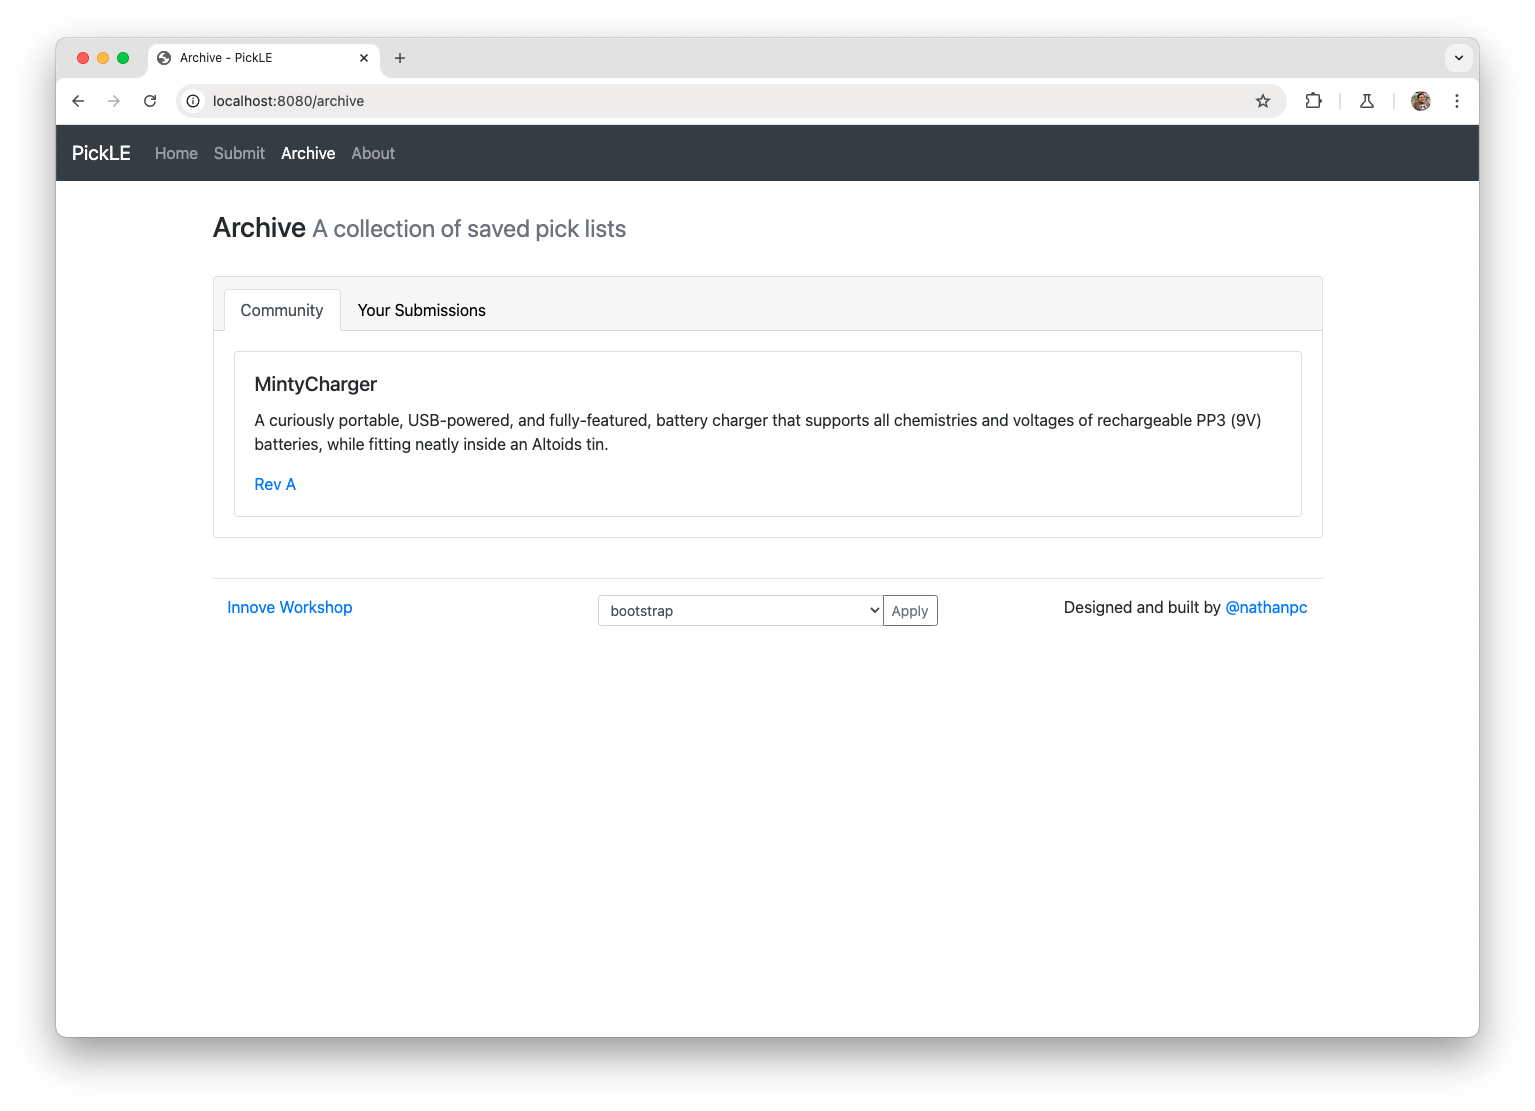 Archive - PickLE
localhost:8080/archive
PickLE Home Submit Archive About
Archive A collection of saved pick lists
Community Your Submissions
MintyCharger
A curiously portable, USB-powered, and fully-featured, battery charger that supports all chemistries and voltages of rechargeable PP3 (9V)
batteries, while fitting neatly inside an Altoids tin.
Rev A
Innove Workshop bootstrap Apply Designed and built by @nathanpc